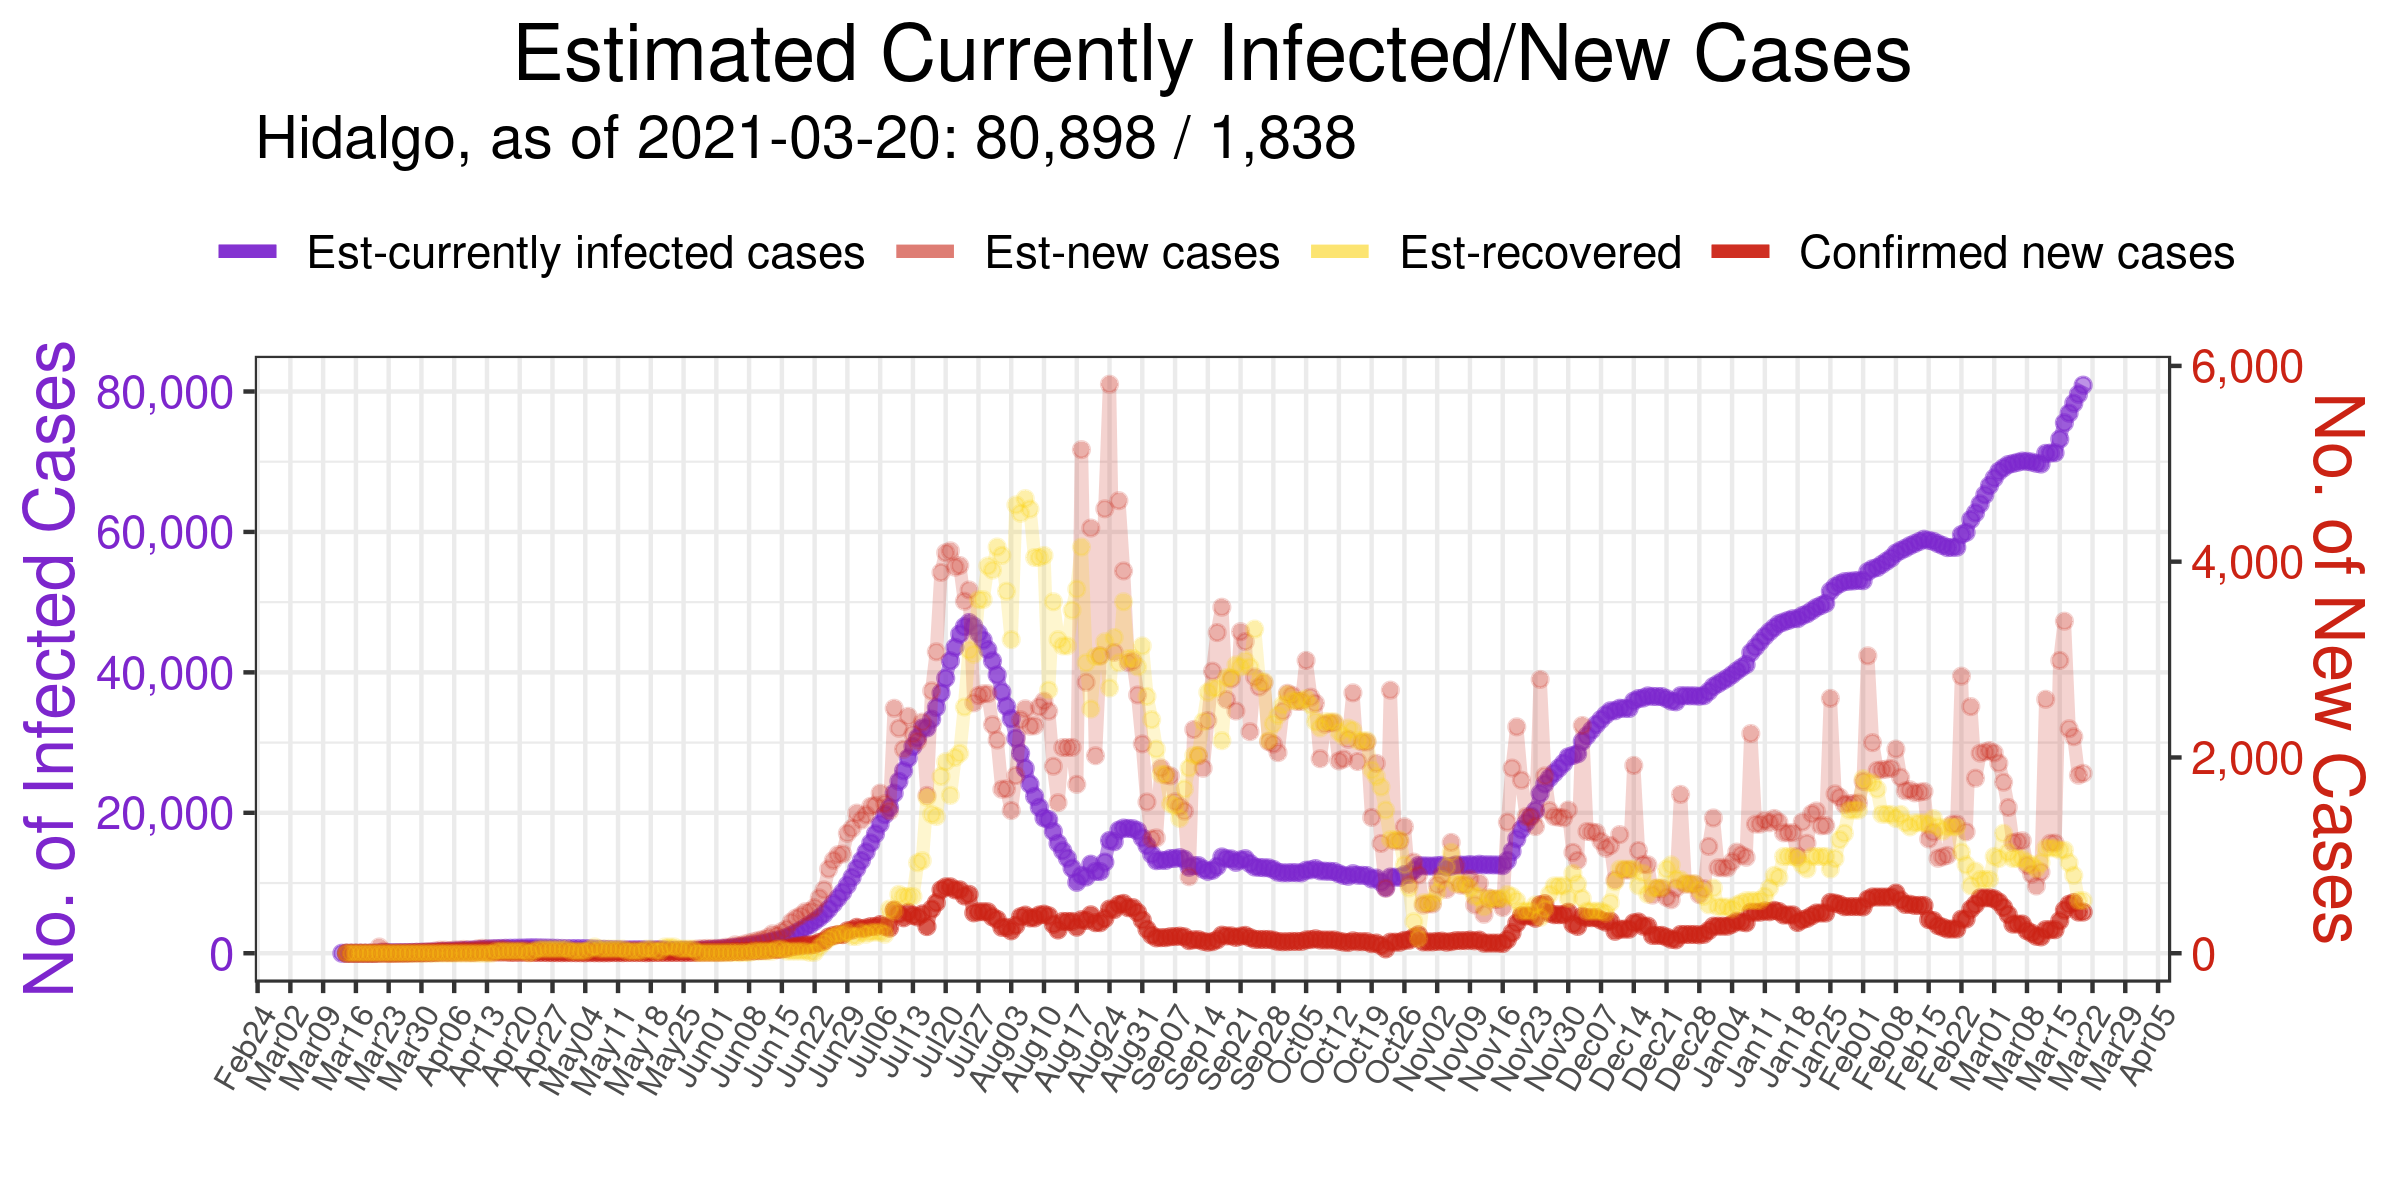 Estimated Currently Infected/New Cases
Hidalgo, as of 2021-03-20: 80,898 / 1,838
Est-currently infected cases Est-new cases Est-recovered Confirmed new cases
No. of Infected Cases
80,000
60,000
40,000
20,000
0
6,000
4,000
2,000
0
No. of New Cases
Feb24 Mar02 Mar09 Mar16 Mar23 Mar30 Apr06 Apr13 Apr20 Apr27 May04 May11 May18 May25 Jun01 Jun08 Jun15 Jun22 Jun29 Jul06 Jul13 Jul20 Jul27 Aug03 Aug10 Aug17 Aug24 Aug31 Sep07 Sep14 Sep21 Sep28 Oct05 Oct12 Oct19 Oct26 Nov02 Nov09 Nov16 Nov23 Nov30 Dec07 Dec14 Dec21 Dec28 Jan04 Jan11 Jan18 Jan25 Feb01 Feb08 Feb15 Feb22 Mar01 Mar08 Mar15 Mar22 Mar29 Apr05